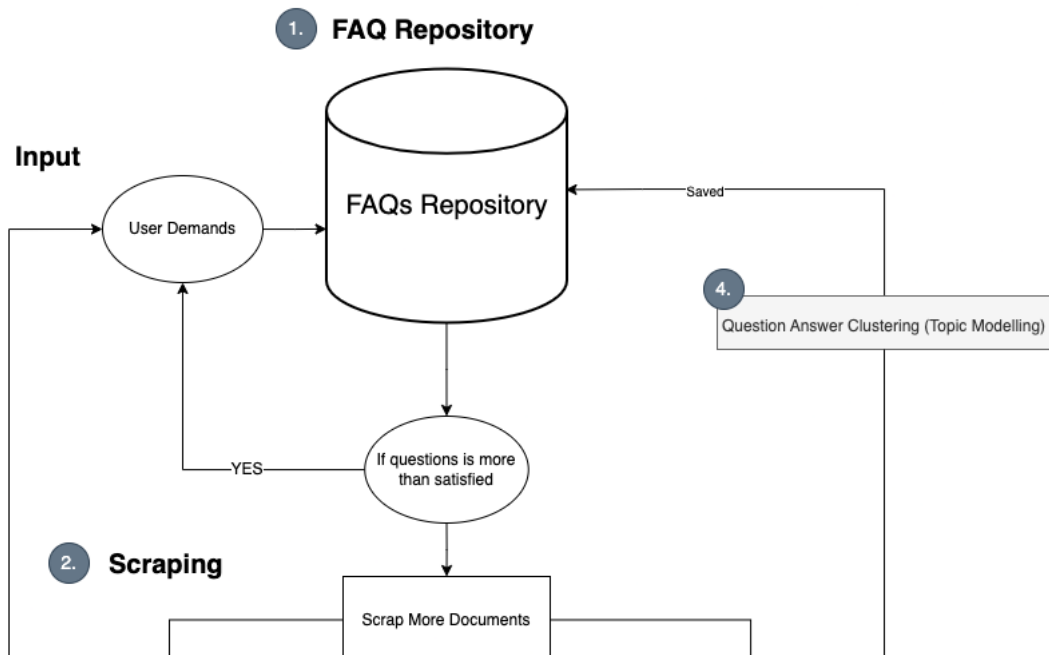 1. FAQ Repository
Input
FAQs Repository
User Demands
Saved
4.
Question Answer Clustering (Topic Modelling)
If questions is more
than satisfied
YES
2. Scraping
Scrap More Documents